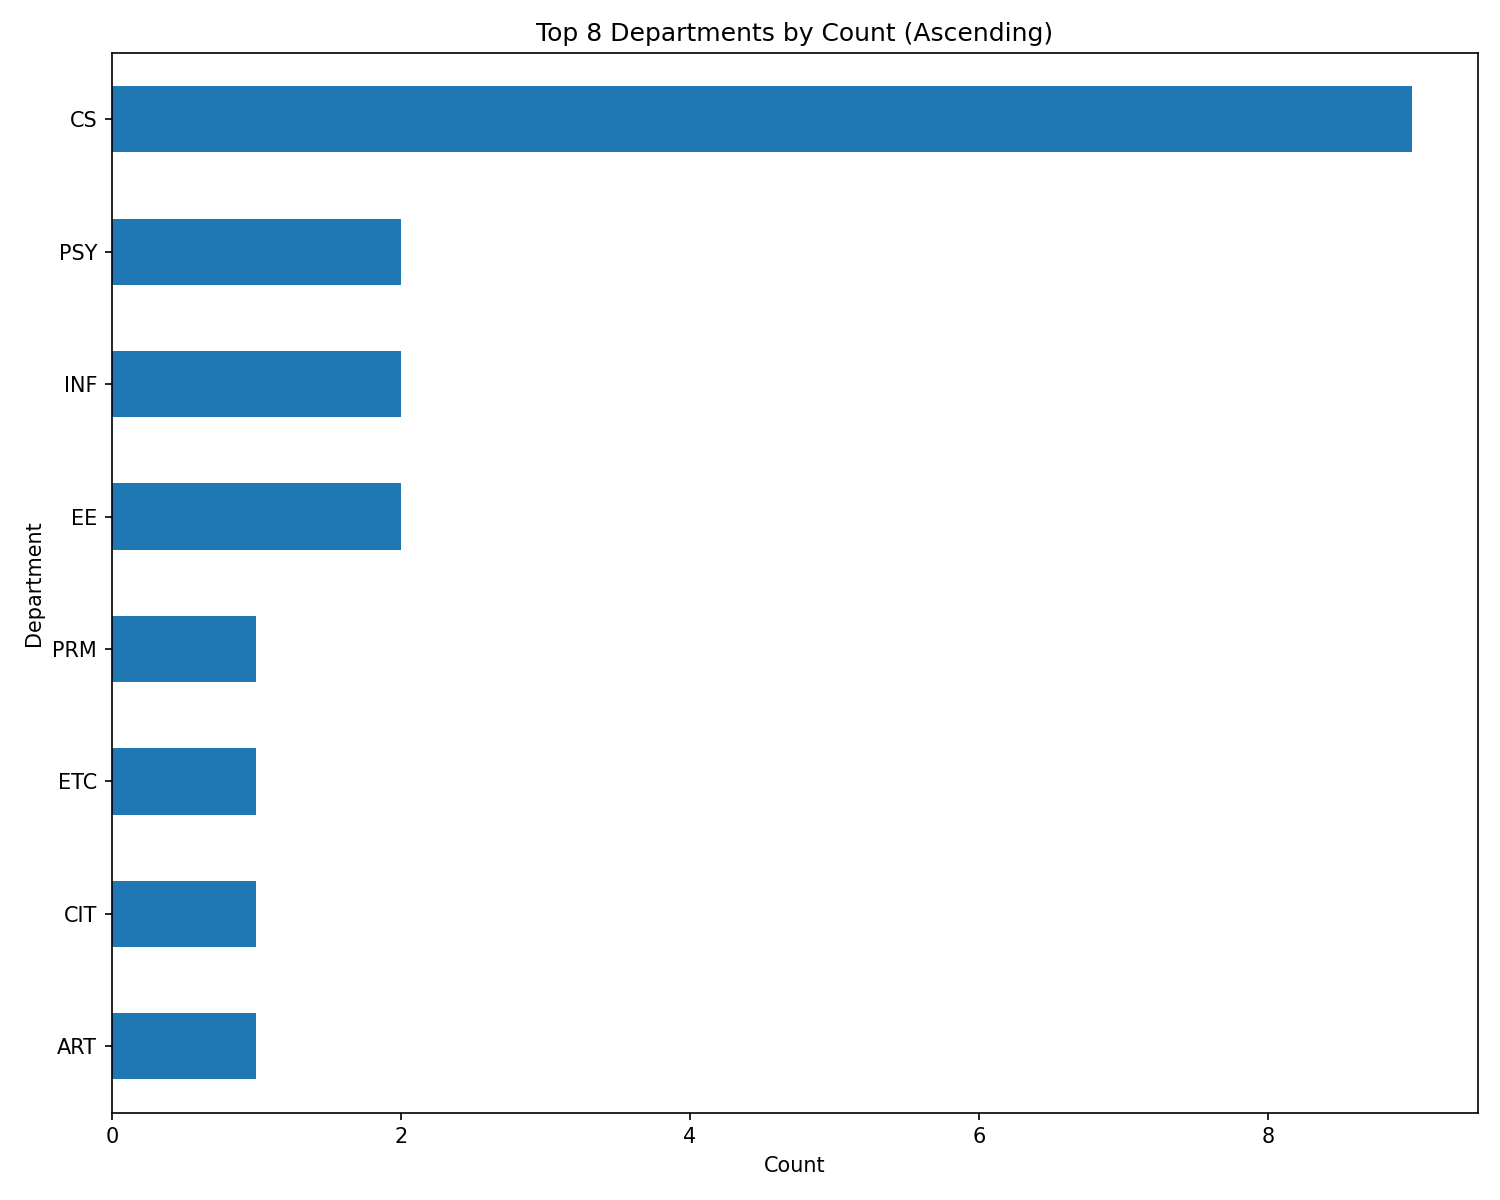 Top 8 Departments by Count (Ascending)
CS
PSY
INF
EE
PRM
ETC
CIT
ART
Department
0 2 4 6 8
Count